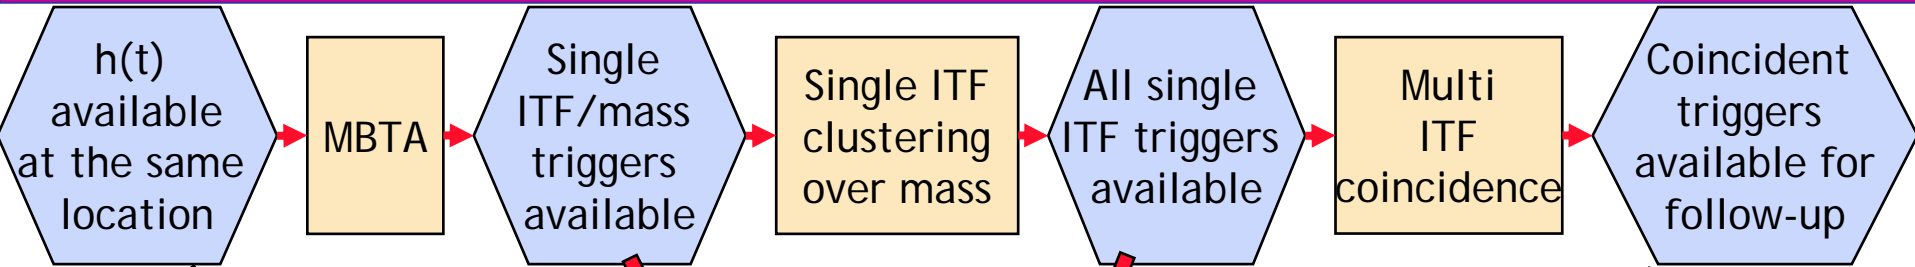 h(t)
available
at the same
location
MBTA
Single
ITF/mass
triggers
available
Single ITF
clustering
over mass
All single
ITF triggers
available
Multi
ITF
coincidence
Coincident
triggers
available for
follow-up